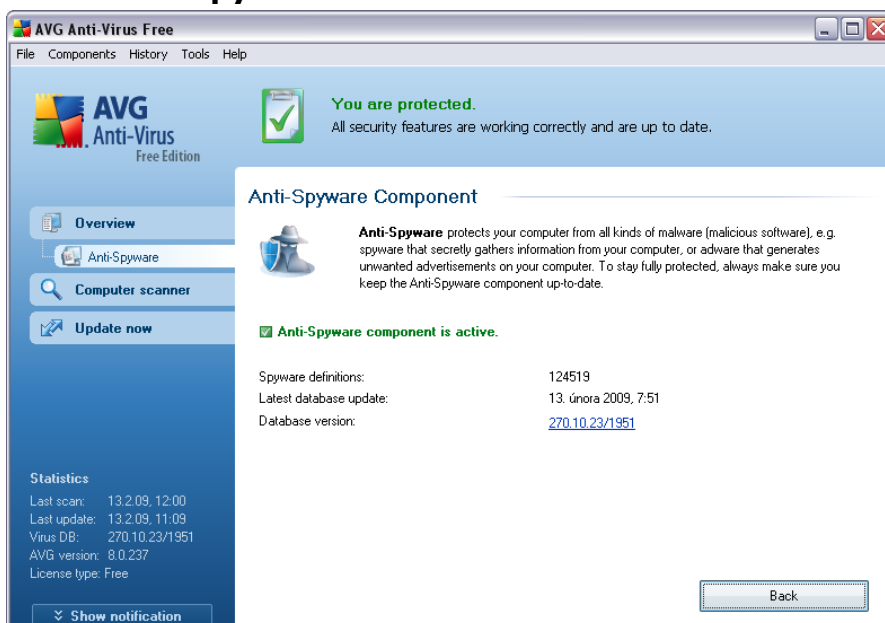 AVG Anti-Virus Free
File Components History Tools Help
AVG
Anti-Virus
Free Edition
You are protected.
All security features are working correctly and are up to date.
Overview
Anti-Spyware
Computer scanner
Update now
Anti-Spyware Component
Anti-Spyware protects your computer from all kinds of malware (malicious software), e.g.
spyware that secretly gathers information from your computer, or adware that generates
unwanted advertisements on your computer. To stay fully protected, always make sure you
keep the Anti-Spyware component up-to-date.
Anti-Spyware component is active.
Spyware definitions: 124519
Latest database update: 13. února 2009, 7:51
Database version: 270.10.23/1951
Statistics
Last scan: 13.2.09, 12:00
Last update: 13.2.09, 11:09
Virus DB: 270.10.23/1951
AVG version: 8.0.237
License type: Free
Show notification
Back